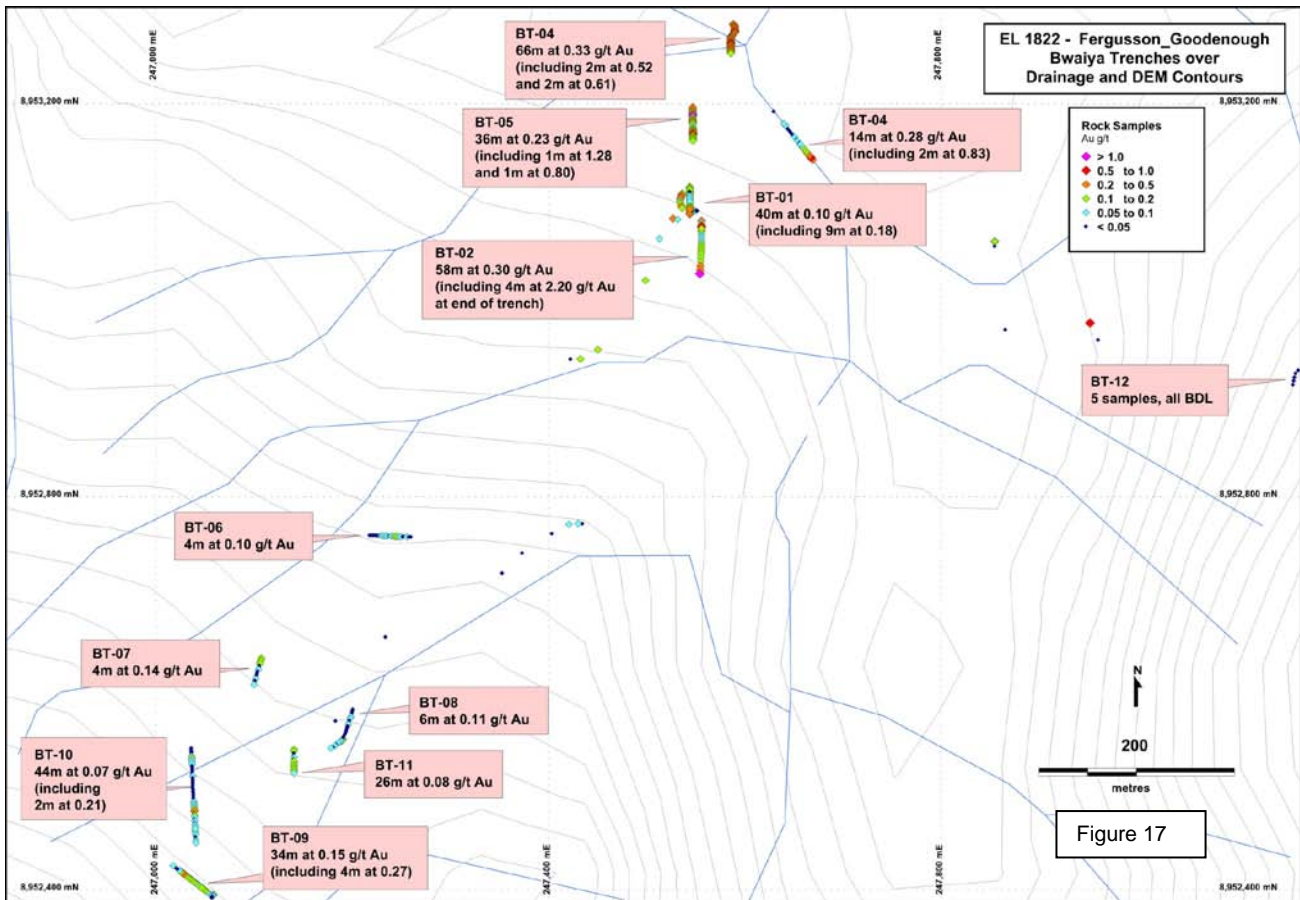 247,000 mE
247,800 mE
EL 1822 - Fergusson_Goodenough
Bwaiya Trenches over
Drainage and DEM Contours
BT-04
66m at 0.33 g/t Au
(including 2m at 0.52
and 2m at 0.61)
8,953,200 mN
8,953,200 mN
BT-05
36m at 0.23 g/t Au
(including 1m at 1.28
and 1m at 0.80)
BT-04
14m at 0.28 g/t Au
(including 2m at 0.83)
Rock Samples
Au g/t
> 1.0
0.5 to 1.0
0.2 to 0.5
0.1 to 0.2
0.05 to 0.1
< 0.05
BT-01
40m at 0.10 g/t Au
(including 9m at 0.18)
BT-02
58m at 0.30 g/t Au
(including 4m at 2.20 g/t Au
at end of trench)
BT-12
5 samples, all BDL
8,952,800 mN
8,952,800 mN
BT-06
4m at 0.10 g/t Au
BT-07
4m at 0.14 g/t Au
N
BT-08
6m at 0.11 g/t Au
BT-10
44m at 0.07 g/t Au
(including
2m at 0.21)
BT-11
26m at 0.08 g/t Au
200
metres
Figure 17
BT-09
34m at 0.15 g/t Au
(including 4m at 0.27)
247,000 mE
247,400 mE
247,800 mE
8,952,400 mN
8,952,400 mN